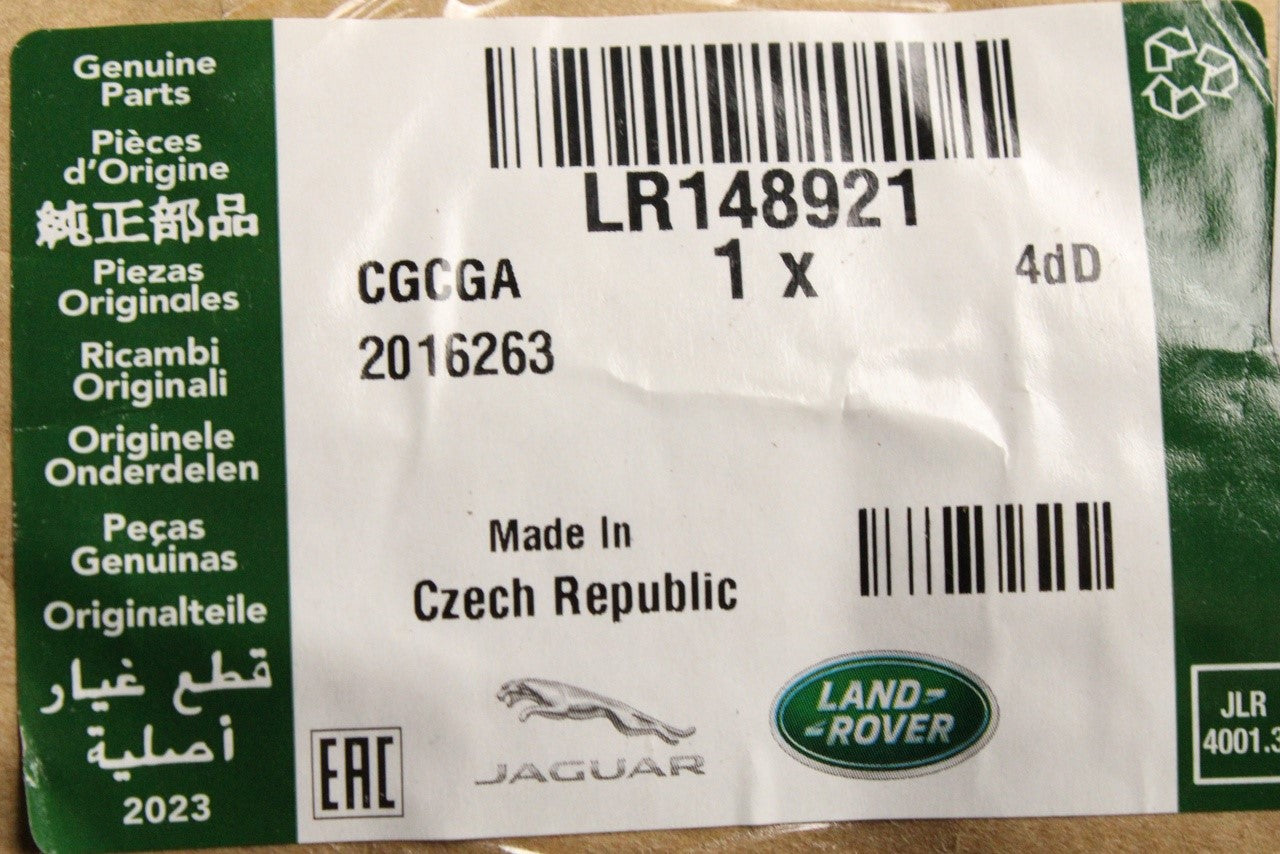 Genuine
Parts
Pièces
d'Origine
純正部品
Piezas
Originales
Ricambi
Originali
Originele
Onderdelen
Peças
Genuinas
Originalteile
قطع غيار
أصلية
2023
LR148921
CGCGA
1 x
4dD
2016263
Made In
Czech Republic
EAC
JAGUAR
LAND-
-ROVER
JLR
4001.3